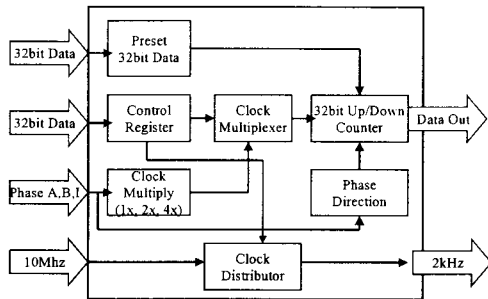 32bit Data
Preset
32bit Data
32bit Data
Control
Register
Clock
Multiplexer
32bit Up/Down
Counter
Data Out
Phase A,B,I
Clock
Multiply
(1x, 2x, 4x)
Phase
Direction
10Mhz
Clock
Distributor
2kHz